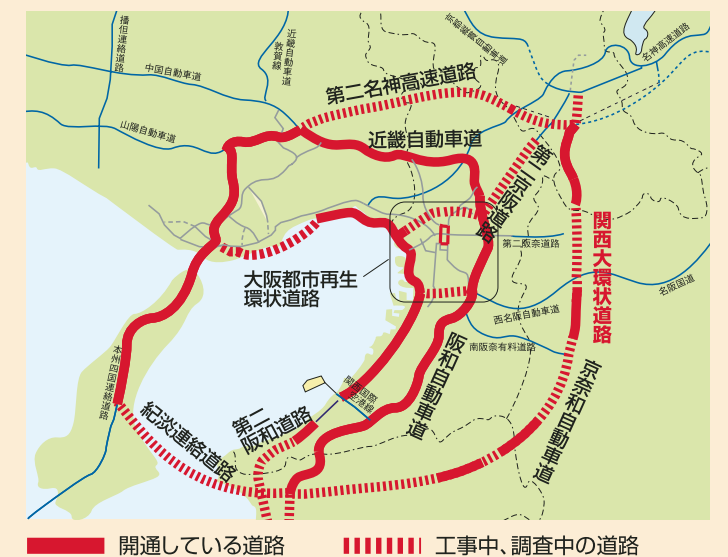 播但連絡道路
近畿自動車道
敦賀線
京都縦貫自動車道
名神高速道路
中国自動車道
第二名神高速道路
山陽自動車道
近畿自動車道
第二京阪道路
関西大環状道路
第二阪奈道路
大阪都市再生
環状道路
名阪国道
西名阪自動車道
南阪奈有料道路
阪和自動車道
本州四国連絡道路
関西国際
空港線
京奈和自動車道
紀淡連絡道路
第二
阪和道路
開通している道路
工事中、調査中の道路